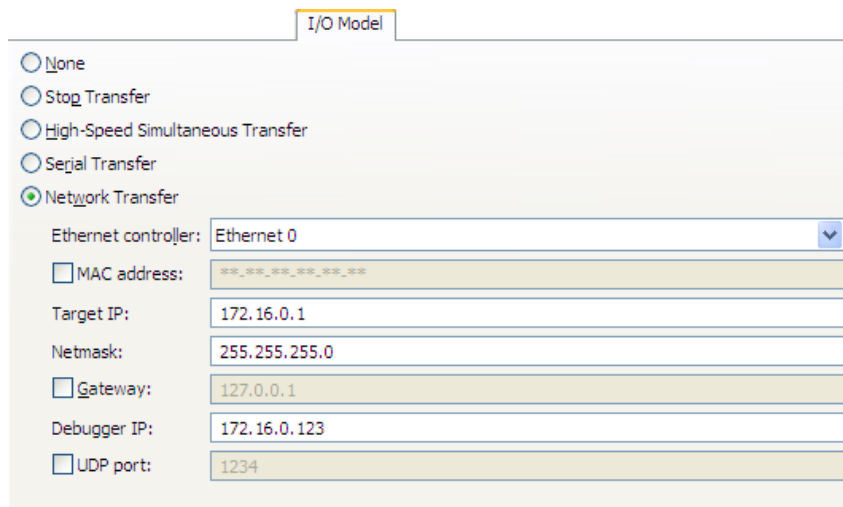 I/O Model
None
Stop Transfer
High-Speed Simultaneous Transfer
Serial Transfer
Network Transfer
Ethernet controller: Ethernet 0
MAC address: **-**-**-**-**-**
Target IP: 172.16.0.1
Netmask: 255.255.255.0
Gateway: 127.0.0.1
Debugger IP: 172.16.0.123
UDP port: 1234